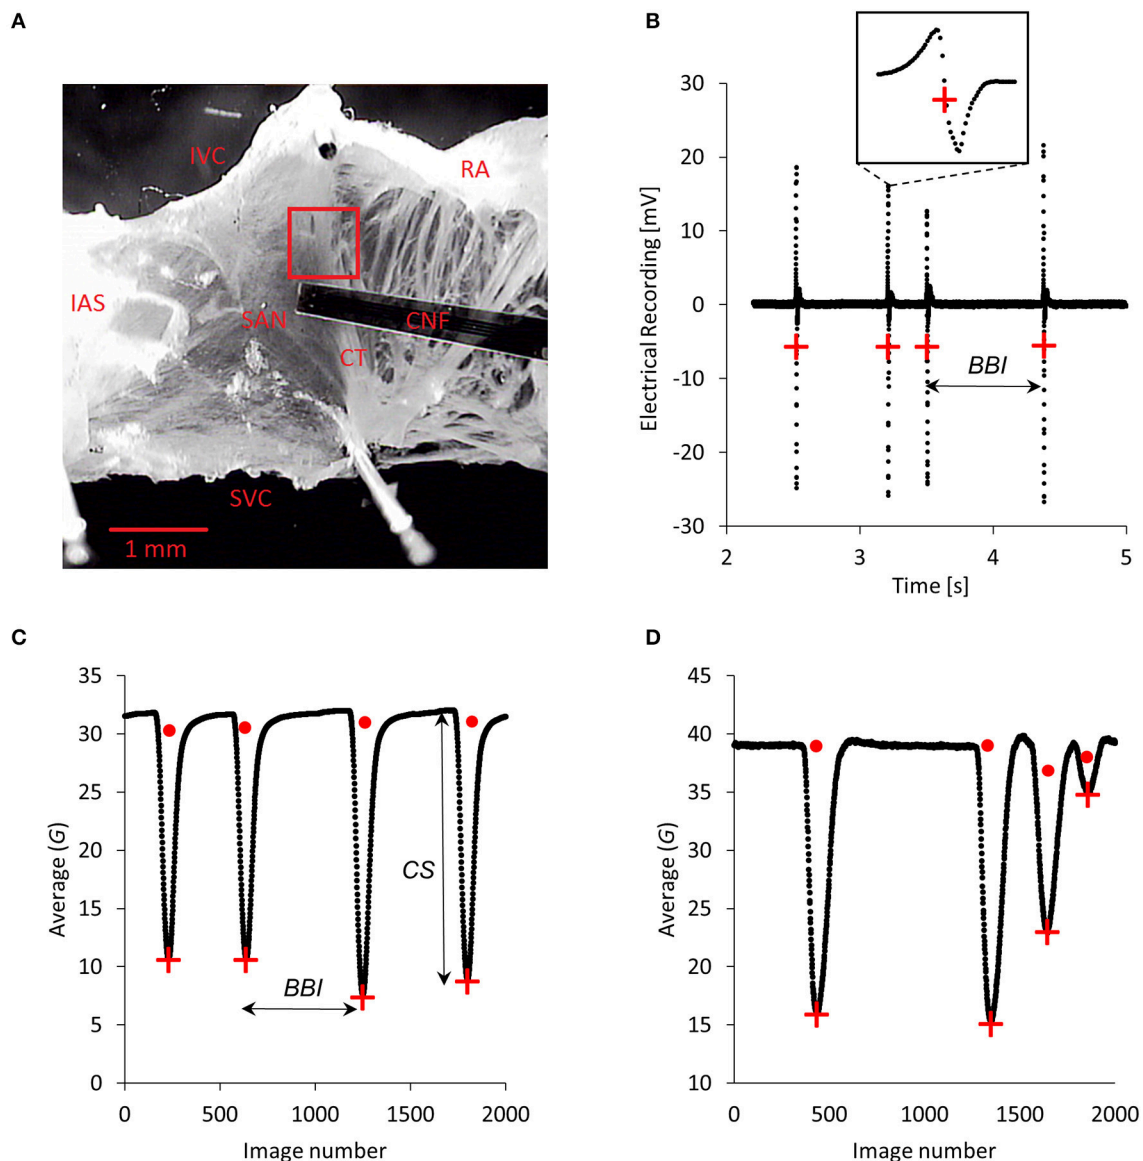 A
IVC
RA
IAS
SAN
CNF
CT
SVC
1 mm
B
Electrical Recording [mV]
30
20
10
0
-10
-20
-30
BBI
2
3
4
5
Time [s]
C
Average (G)
35
30
25
20
15
10
5
0
CS
BBI
0
500
1000
1500
2000
Image number
D
Average (G)
45
40
35
30
25
20
15
10
0
500
1000
1500
2000
Image number